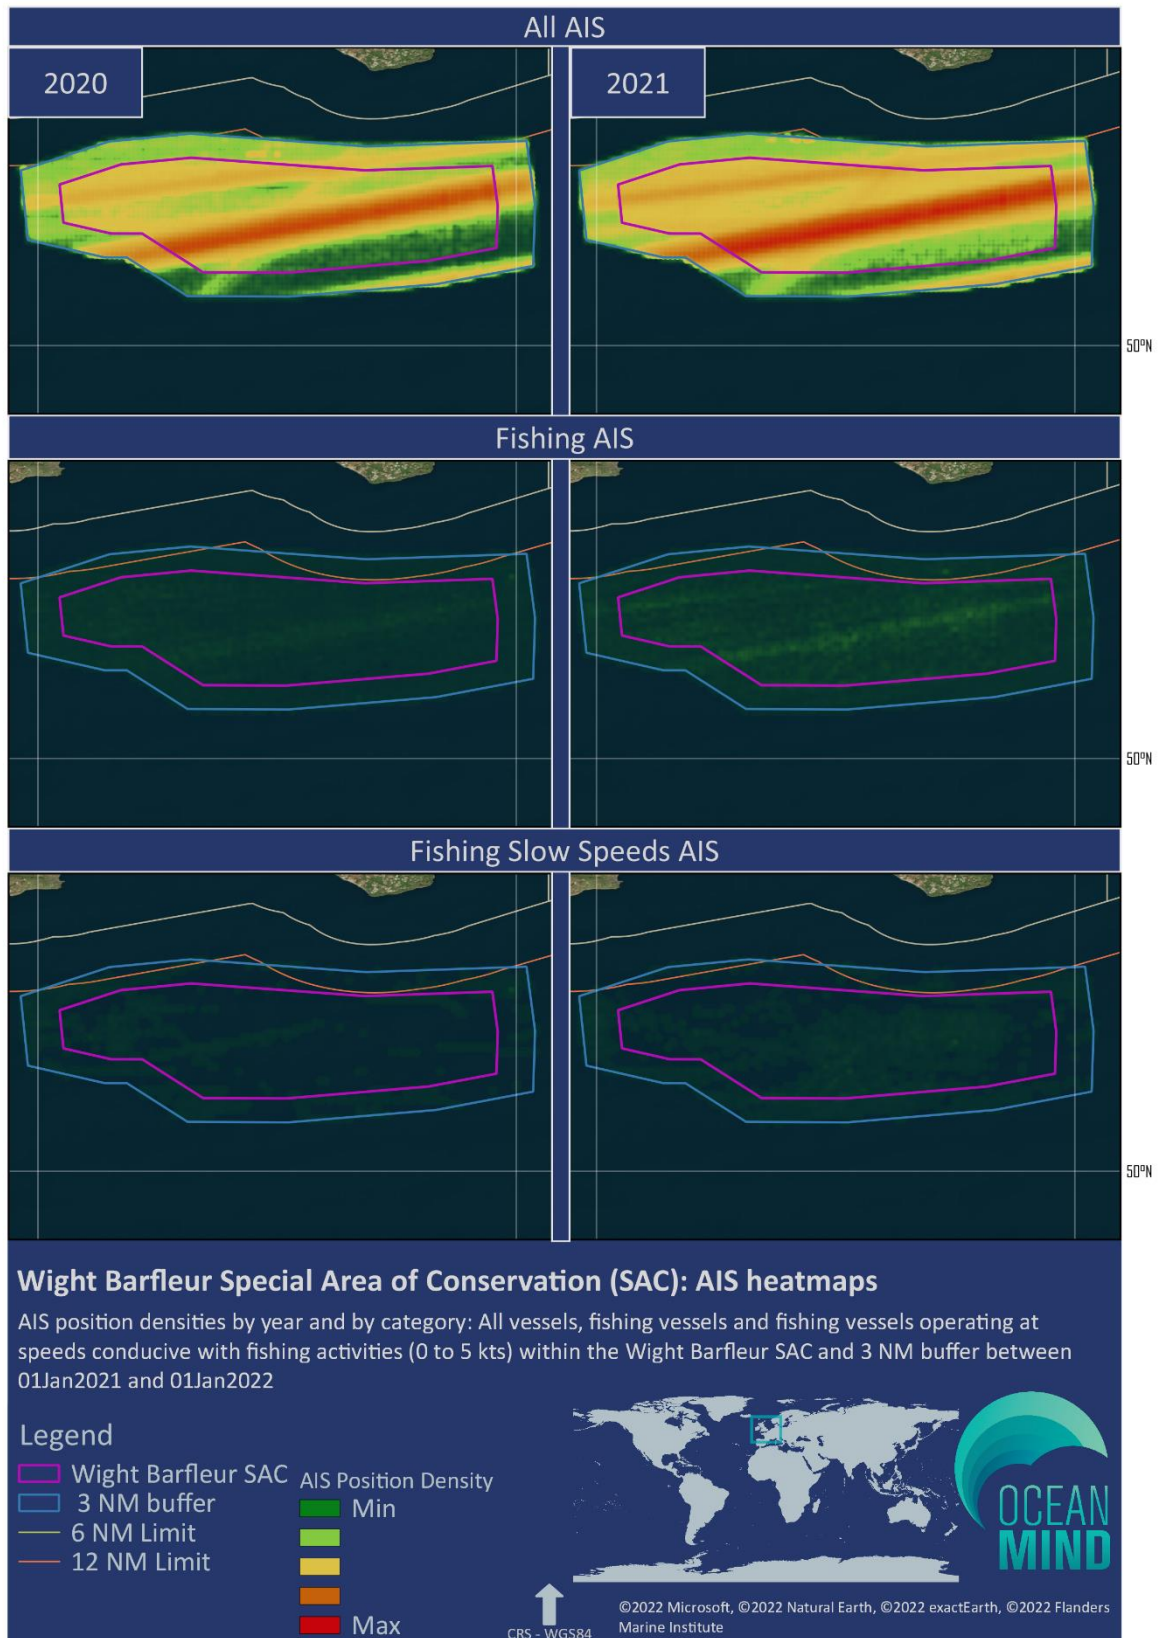 All AIS
2020
2021
50°N
Fishing AIS
50°N
Fishing Slow Speeds AIS
50°N
Wight Barfleur Special Area of Conservation (SAC): AIS heatmaps
AIS position densities by year and by category: All vessels, fishing vessels and fishing vessels operating at
speeds conducive with fishing activities (0 to 5 kts) within the Wight Barfleur SAC and 3 NM buffer between
01Jan2021 and 01Jan2022
Legend
Wight Barfleur SAC
3 NM buffer
6 NM Limit
12 NM Limit
AIS Position Density
Min
Max
CRS - WGS84
OCEAN
MIND
©2022 Microsoft, ©2022 Natural Earth, ©2022 exactEarth, ©2022 Flanders
Marine Institute